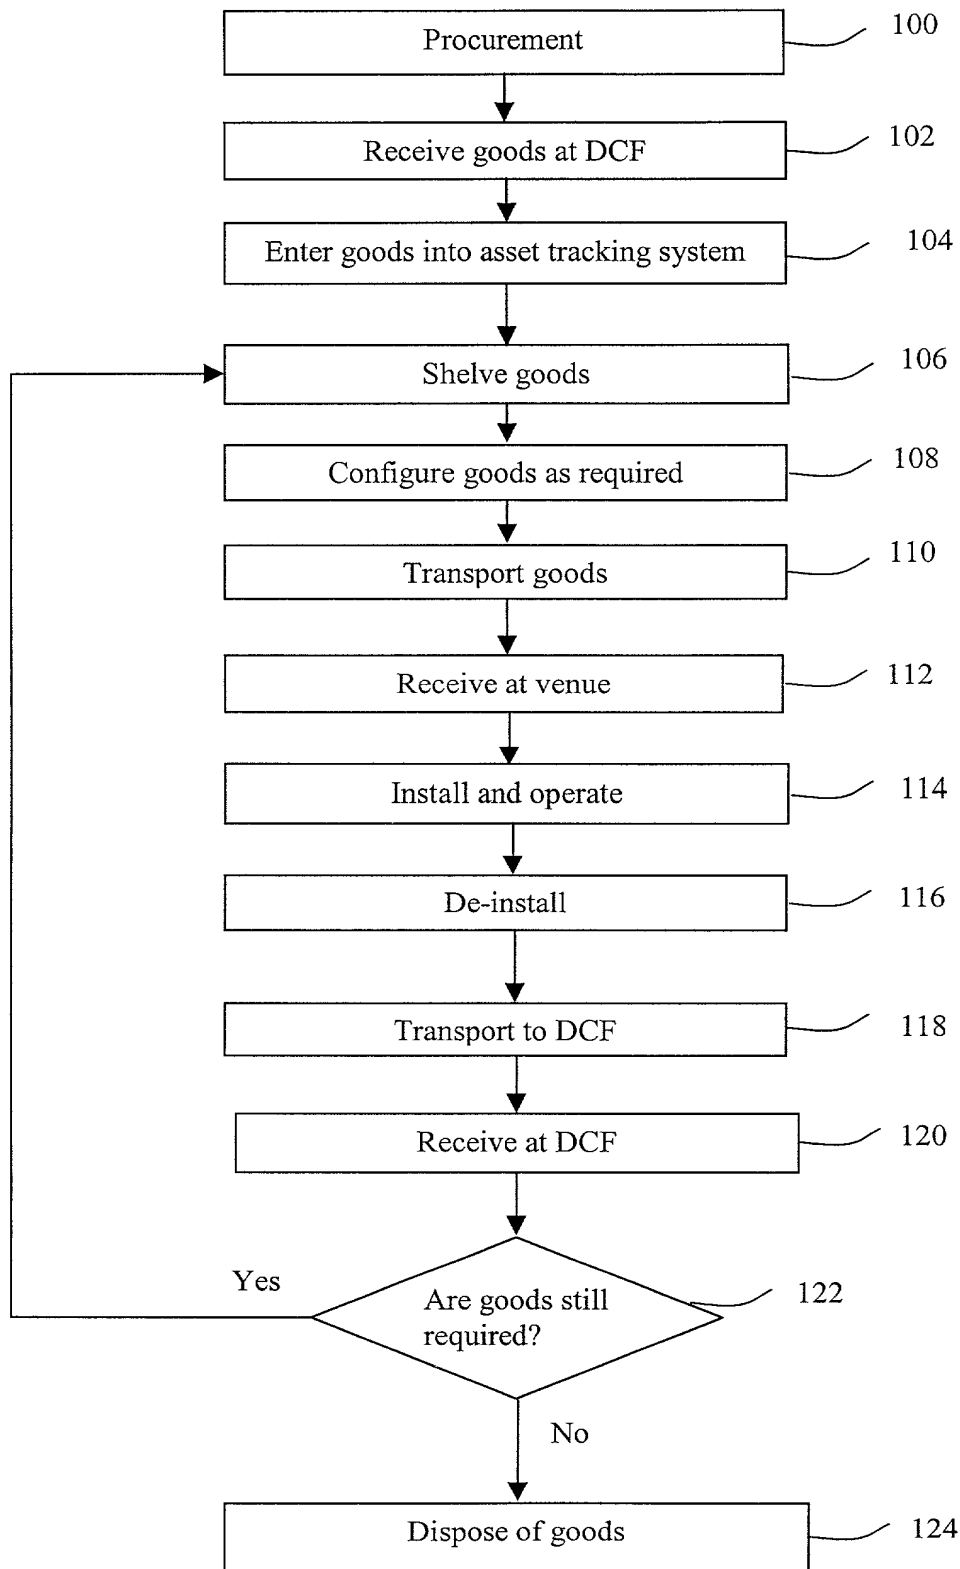 Procurement
100
Receive goods at DCF
102
Enter goods into asset tracking system
104
Shelve goods
106
Configure goods as required
108
Transport goods
110
Receive at venue
112
Install and operate
114
De-install
116
Transport to DCF
118
Receive at DCF
120
Yes
Are goods still
required?
122
No
Dispose of goods
124